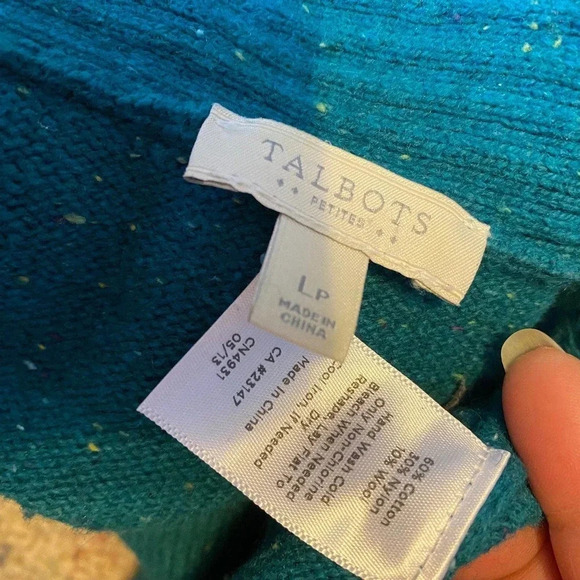 TALBOTS
PETITES
LP
MADE IN
CHINA
60% Cotton
30% Nylon
10% Wool
Hand Wash Cold
Only Non-Chlorine
Bleach When Needed
Reshape, Lay Flat To
Dry
Cool Iron If Needed
Made In China
CA #23147
05/13
CN4931